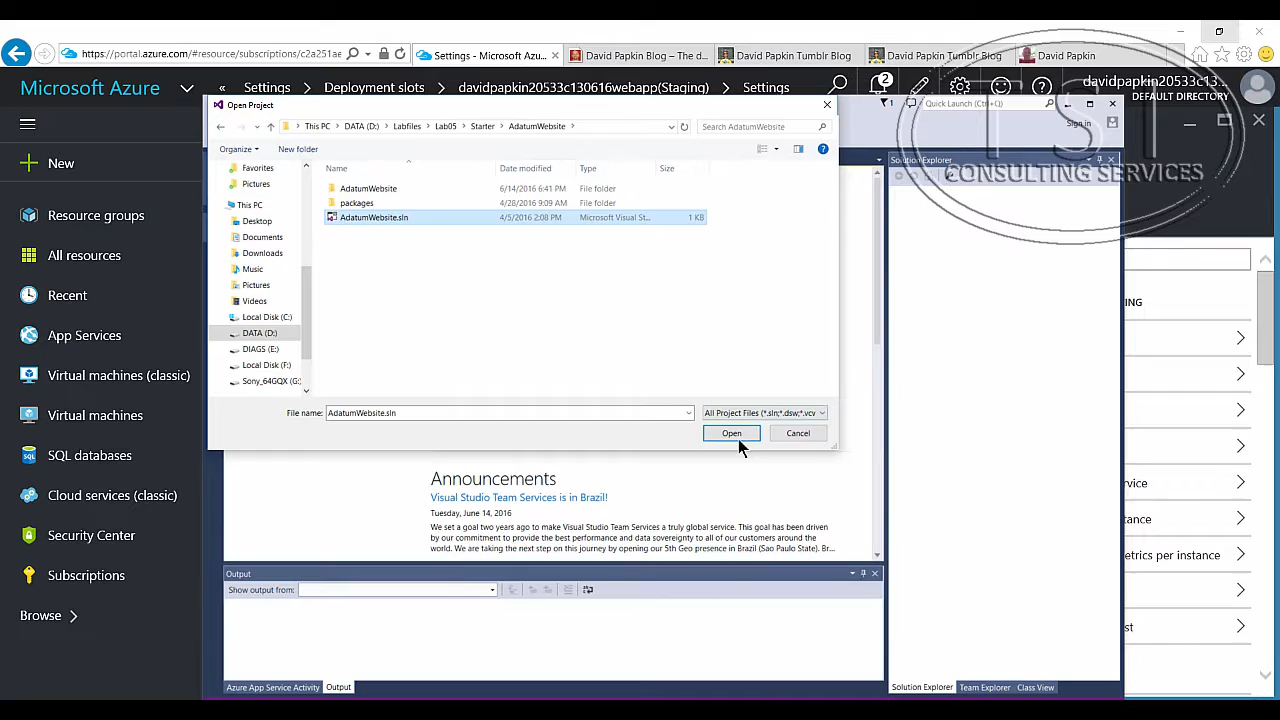 https://portal.azure.com/#resource/subscriptions/c2a251ae
Settings - Microsoft Az...
David Papkin Blog – The d...
David Papkin Tumblr Blog
David Papkin Tumblr Blog
David Papkin
Microsoft Azure
Settings > Deployment slots > davidpapkin20533c130616webapp(Staging) > Settings
2
davidpapkin20533c13...
DEFAULT DIRECTORY
TST
CONSULTING SERVICES
New
Resource groups
All resources
Recent
App Services
Virtual machines (classic)
Virtual machines
SQL databases
Cloud services (classic)
Security Center
Subscriptions
Browse
Open Project
This PC > DATA (D:) > Labfiles > Lab05 > Starter > AdatumWebsite >
Search AdatumWebsite
Organize
New folder
Favorites
Pictures
This PC
Desktop
Documents
Downloads
Music
Pictures
Videos
Local Disk (C:)
DATA (D:)
DIAGS (E:)
Local Disk (F:)
Sony_64GQX (G:
Name Date modified Type Size
AdatumWebsite 6/14/2016 6:41 PM File folder
packages 4/28/2016 9:09 AM File folder
AdatumWebsite.sln 4/5/2016 2:08 PM Microsoft Visual St... 1 KB
File name: AdatumWebsite.sln
All Project Files (*.sln;*.dsw;*.vcv
Open
Cancel
1
Quick Launch (Ctrl+Q)
Sign in
Solution Explorer
Announcements
Visual Studio Team Services is in Brazil!
Tuesday, June 14, 2016
We set a goal two years ago to make Visual Studio Team Services a truly global service. This goal has been driven
by our commitment to provide the best performance and data sovereignty to all of our customers around the
world. We are taking the next step on this journey by opening our 5th Geo presence in Brazil (Sao Paulo State). Br...
Output
Show output from:
Azure App Service Activity
Output
Solution Explorer
Team Explorer
Class View
NG
rvice
tance
etrics per instance
st